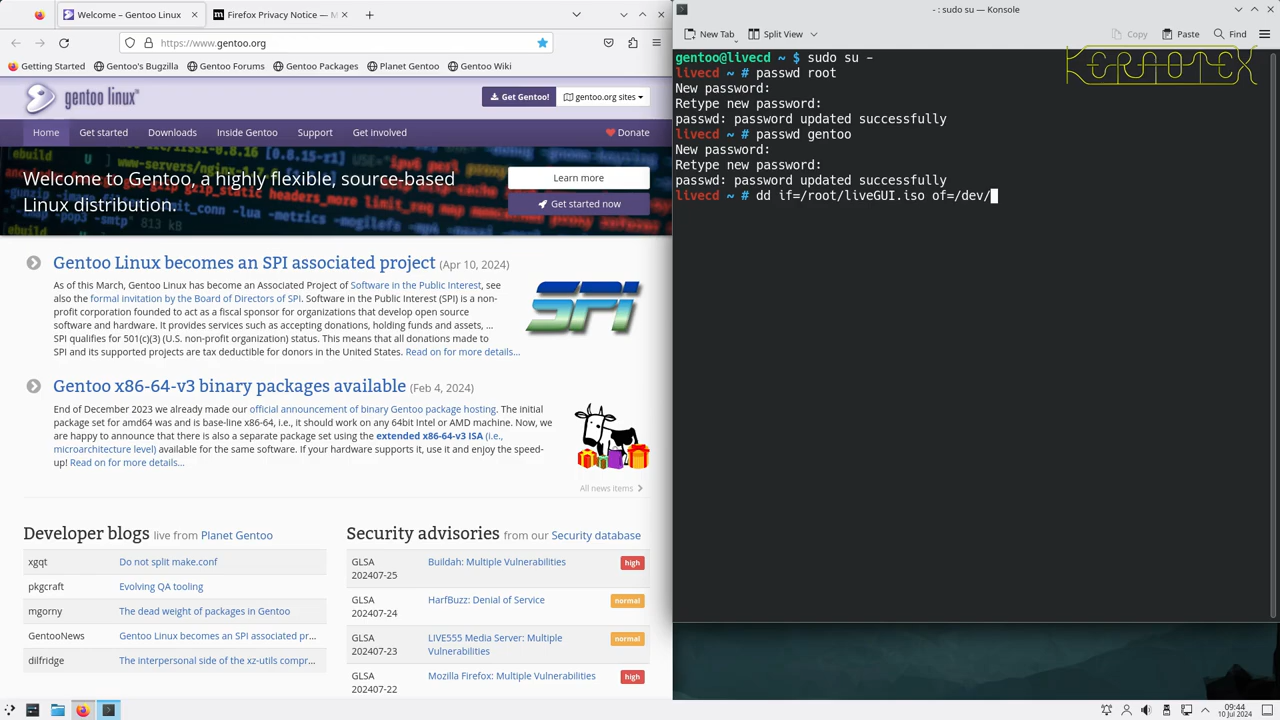 Welcome – Gentoo Linux
Firefox Privacy Notice — M
https://www.gentoo.org
Getting Started
Gentoo's Bugzilla
Gentoo Forums
Gentoo Packages
Planet Gentoo
Gentoo Wiki
gentoo linux™
Get Gentoo!
gentoo.org sites
Home
Get started
Downloads
Inside Gentoo
Support
Get involved
Donate
Welcome to Gentoo, a highly flexible, source-based
Linux distribution.
Learn more
Get started now
Gentoo Linux becomes an SPI associated project (Apr 10, 2024)
As of this March, Gentoo Linux has become an Associated Project of Software in the Public Interest, see
also the formal invitation by the Board of Directors of SPI. Software in the Public Interest (SPI) is a non-
profit corporation founded to act as a fiscal sponsor for organizations that develop open source
software and hardware. It provides services such as accepting donations, holding funds and assets, ...
SPI qualifies for 501(c)(3) (U.S. non-profit organization) status. This means that all donations made to
SPI and its supported projects are tax deductible for donors in the United States. Read on for more details...
SPI
Gentoo x86-64-v3 binary packages available (Feb 4, 2024)
End of December 2023 we already made our official announcement of binary Gentoo package hosting. The initial
package set for amd64 was and is base-line x86-64, i.e., it should work on any 64bit Intel or AMD machine. Now, we
are happy to announce that there is also a separate package set using the extended x86-64-v3 ISA (i.e.,
microarchitecture level) available for the same software. If your hardware supports it, use it and enjoy the speed-
up! Read on for more details...
All news items
Developer blogs live from Planet Gentoo
xgqt Do not split make.conf
pkgcraft Evolving QA tooling
mgorny The dead weight of packages in Gentoo
GentooNews Gentoo Linux becomes an SPI associated pr...
dilfridge The interpersonal side of the xz-utils compr...
Security advisories from our Security database
GLSA 
202407-25
Buildah: Multiple Vulnerabilities
high
GLSA
202407-24
HarfBuzz: Denial of Service
normal
GLSA
202407-23
LIVE555 Media Server: Multiple
Vulnerabilities
normal
GLSA
202407-22
Mozilla Firefox: Multiple Vulnerabilities
high
- : sudo su — Konsole
New Tab
Split View
Copy
Paste
Find
KERNOTEX
gentoo@livecd ~ $ sudo su -
livecd ~ # passwd root
New password:
Retype new password:
passwd: password updated successfully
livecd ~ # passwd gentoo
New password:
Retype new password:
passwd: password updated successfully
livecd ~ # dd if=/root/liveGUI.iso of=/dev/
09:44
10 Jul 2024